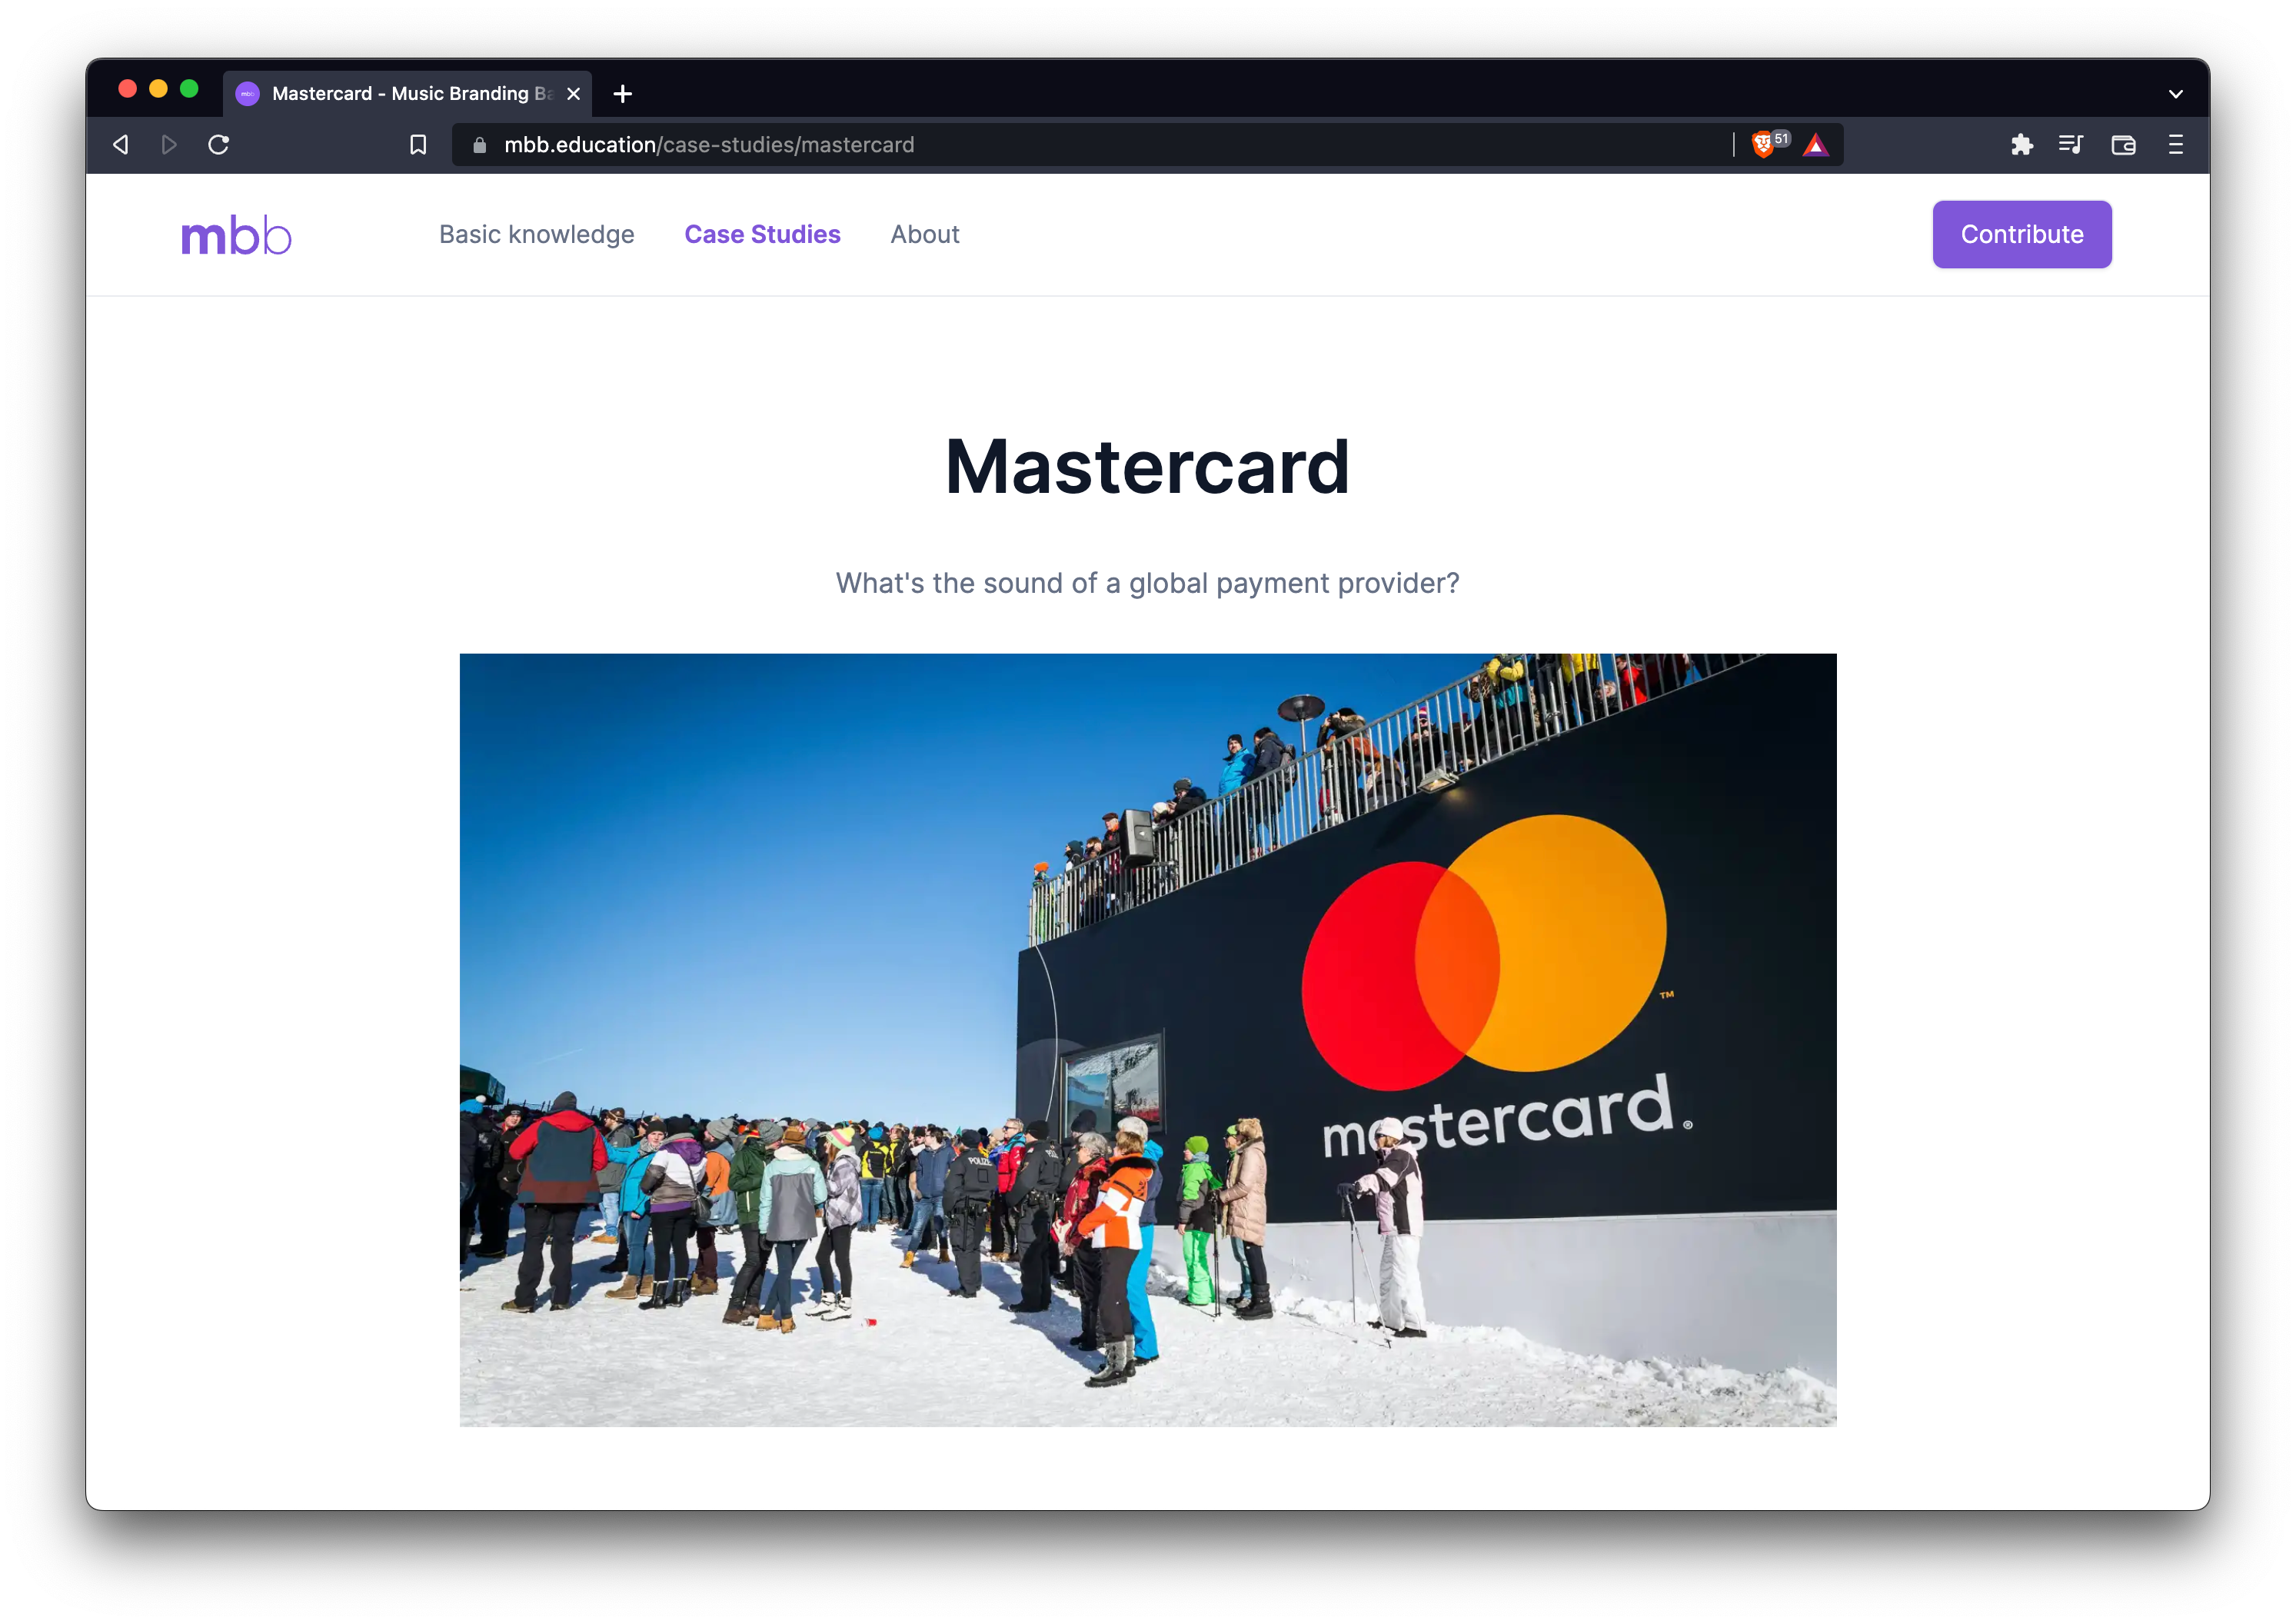 Mastercard - Music Branding Ba
mbb.education/case-studies/mastercard
51
mbb
Basic knowledge
Case Studies
About
Contribute
Mastercard
What's the sound of a global payment provider?
TM
mastercard.®
POLIZEI